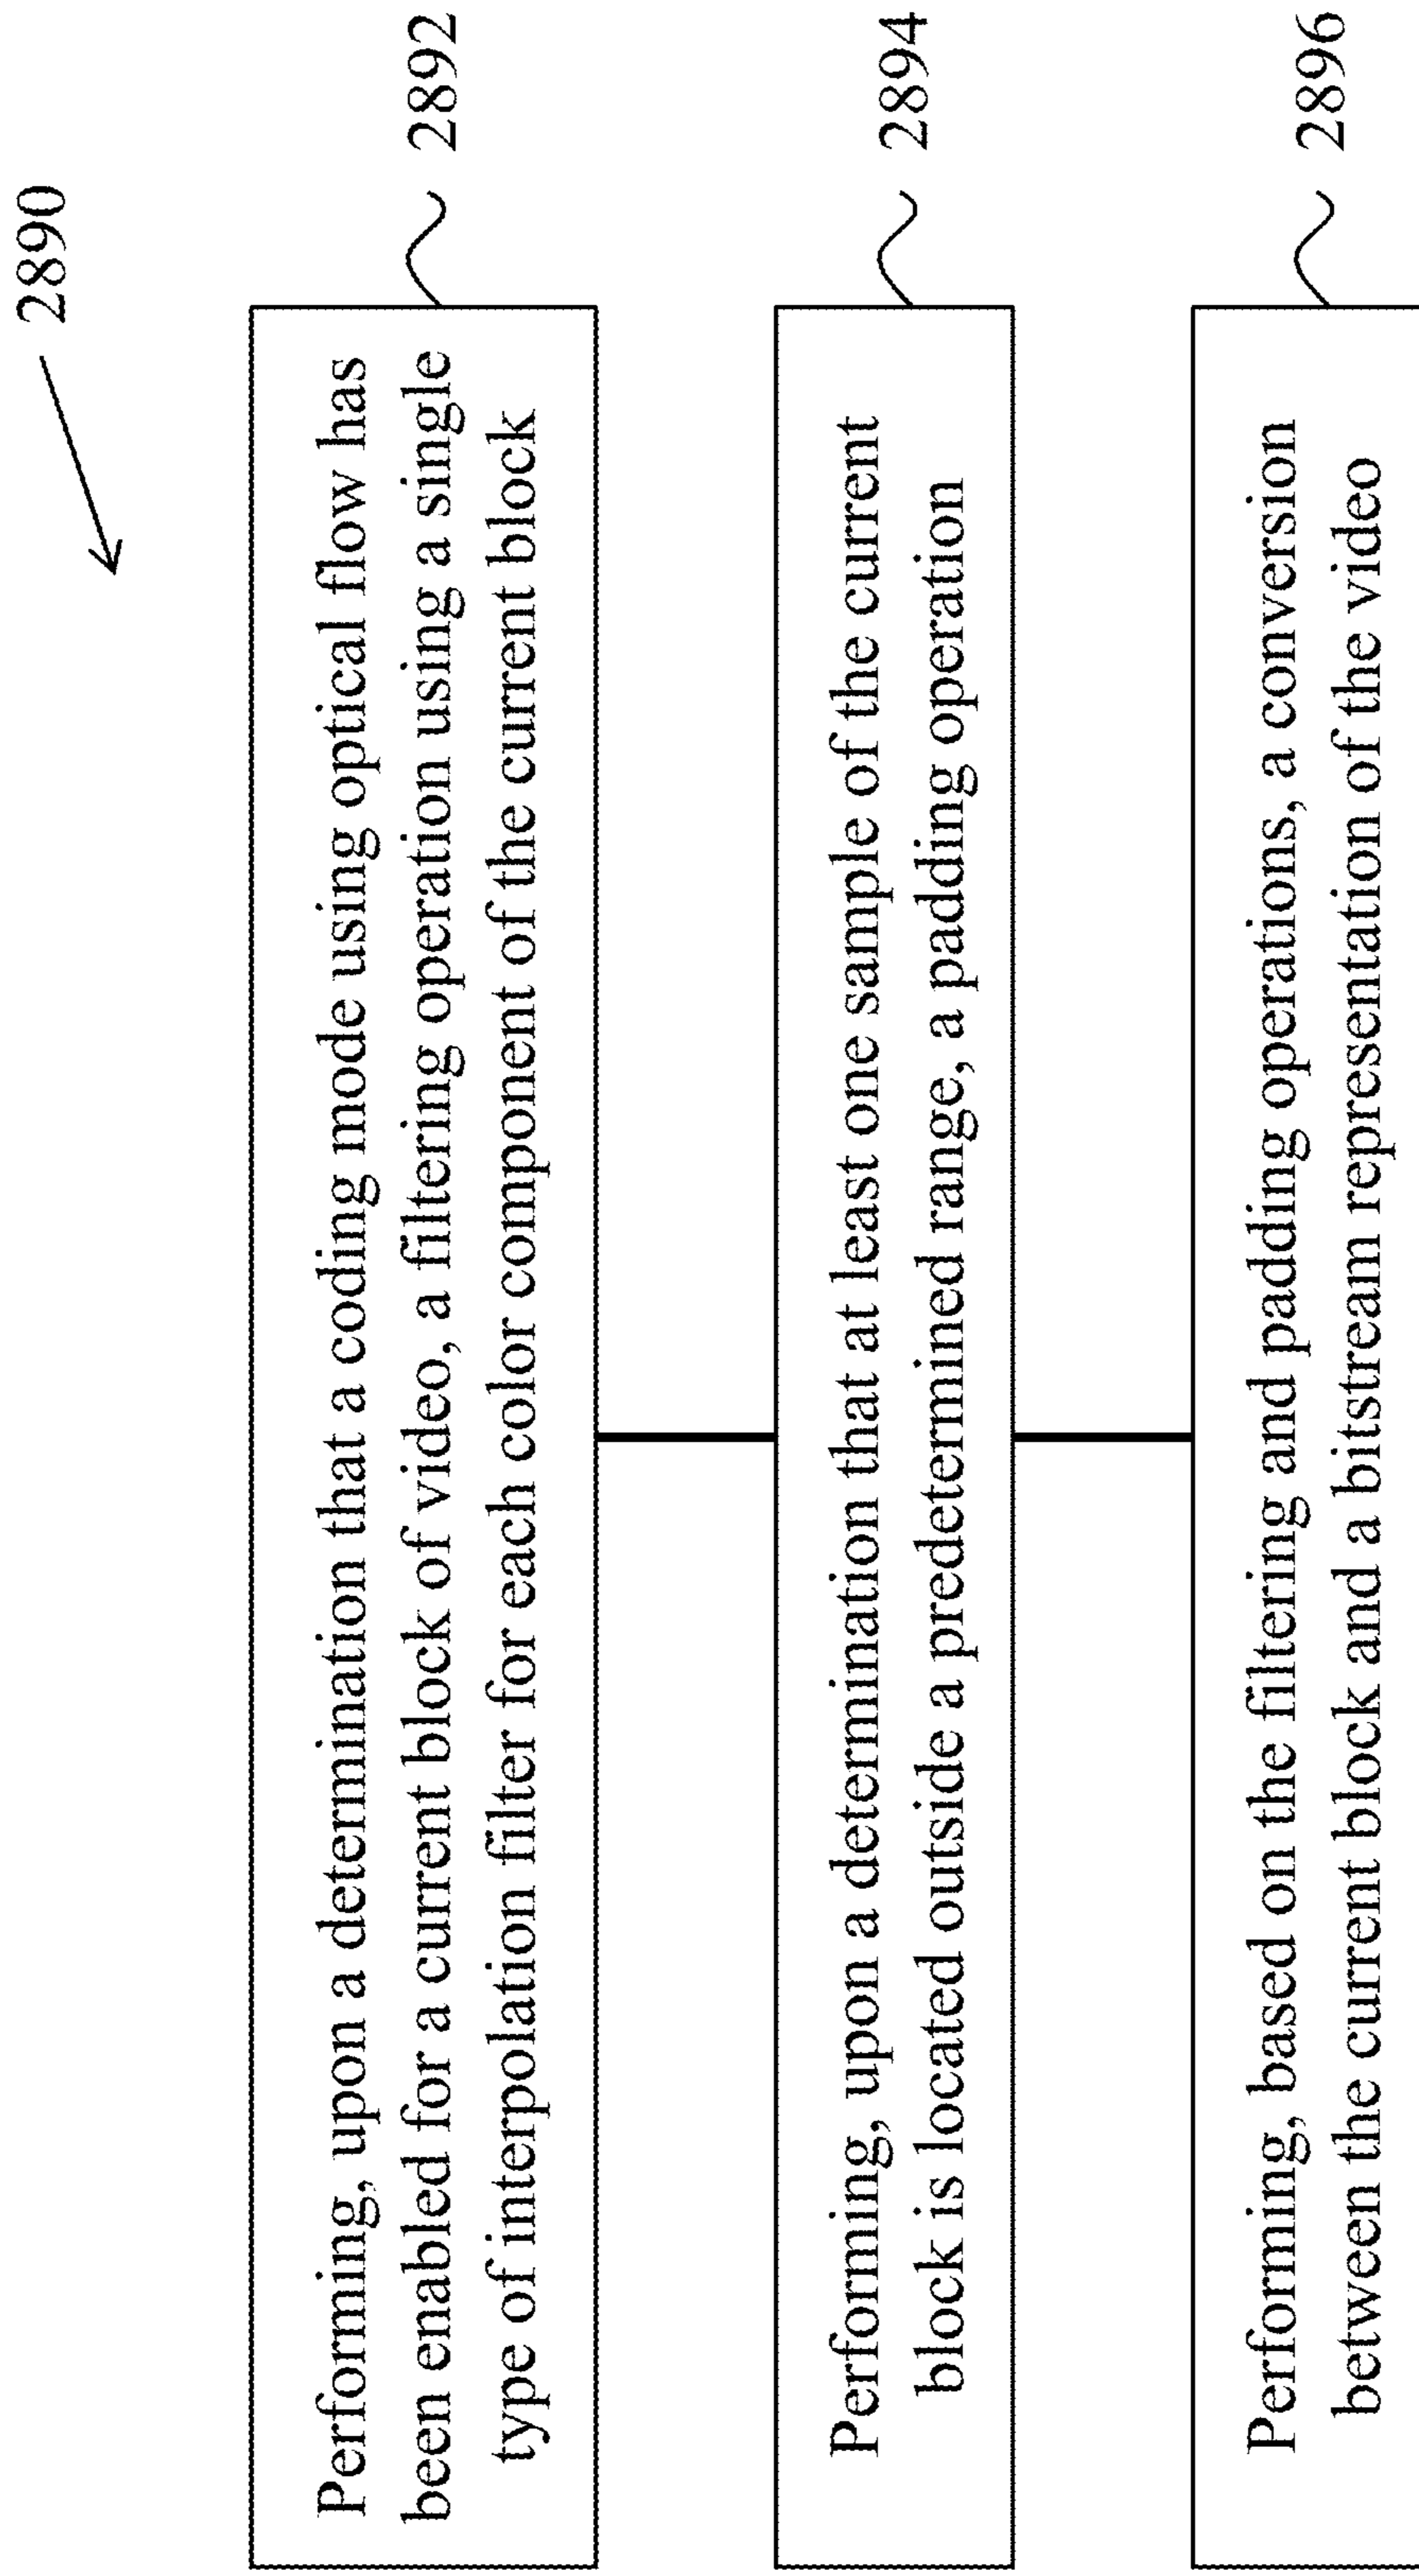 2890
Performing, upon a determination that a coding mode using optical flow has
been enabled for a current block of video, a filtering operation using a single
type of interpolation filter for each color component of the current block
2892
Performing, upon a determination that at least one sample of the current
block is located outside a predetermined range, a padding operation
2894
Performing, based on the filtering and padding operations, a conversion
between the current block and a bitstream representation of the video
2896